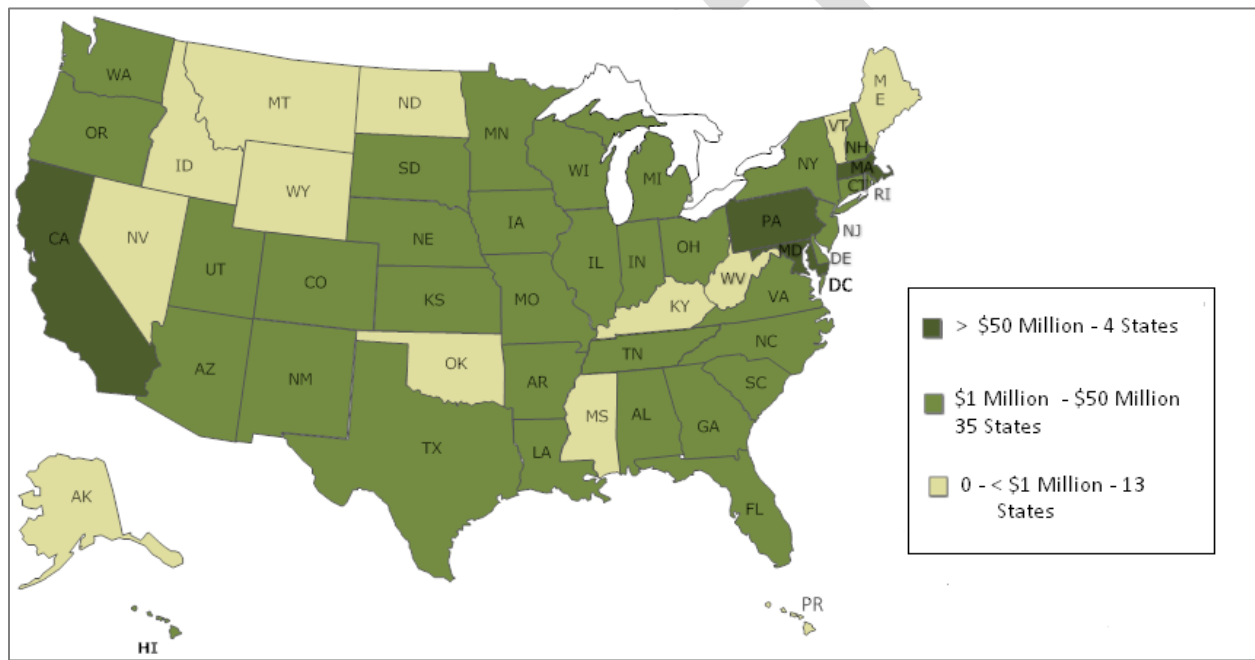 WA
MT
ND
M
E
OR
MN
VT
ID
SD
WI
NH
NY
MA
WY
MI
CT
RI
IA
PA
NE
NJ
CA
NV
OH
MD
DE
UT
IL
IN
CO
WV
DC
KS
MO
VA
KY
> $50 Million - 4 States
NC
TN
OK
AZ
NM
AR
SC
$1 Million - $50 Million
35 States
MS
AL
GA
TX
LA
0 - < $1 Million - 13
States
AK
FL
PR
HI